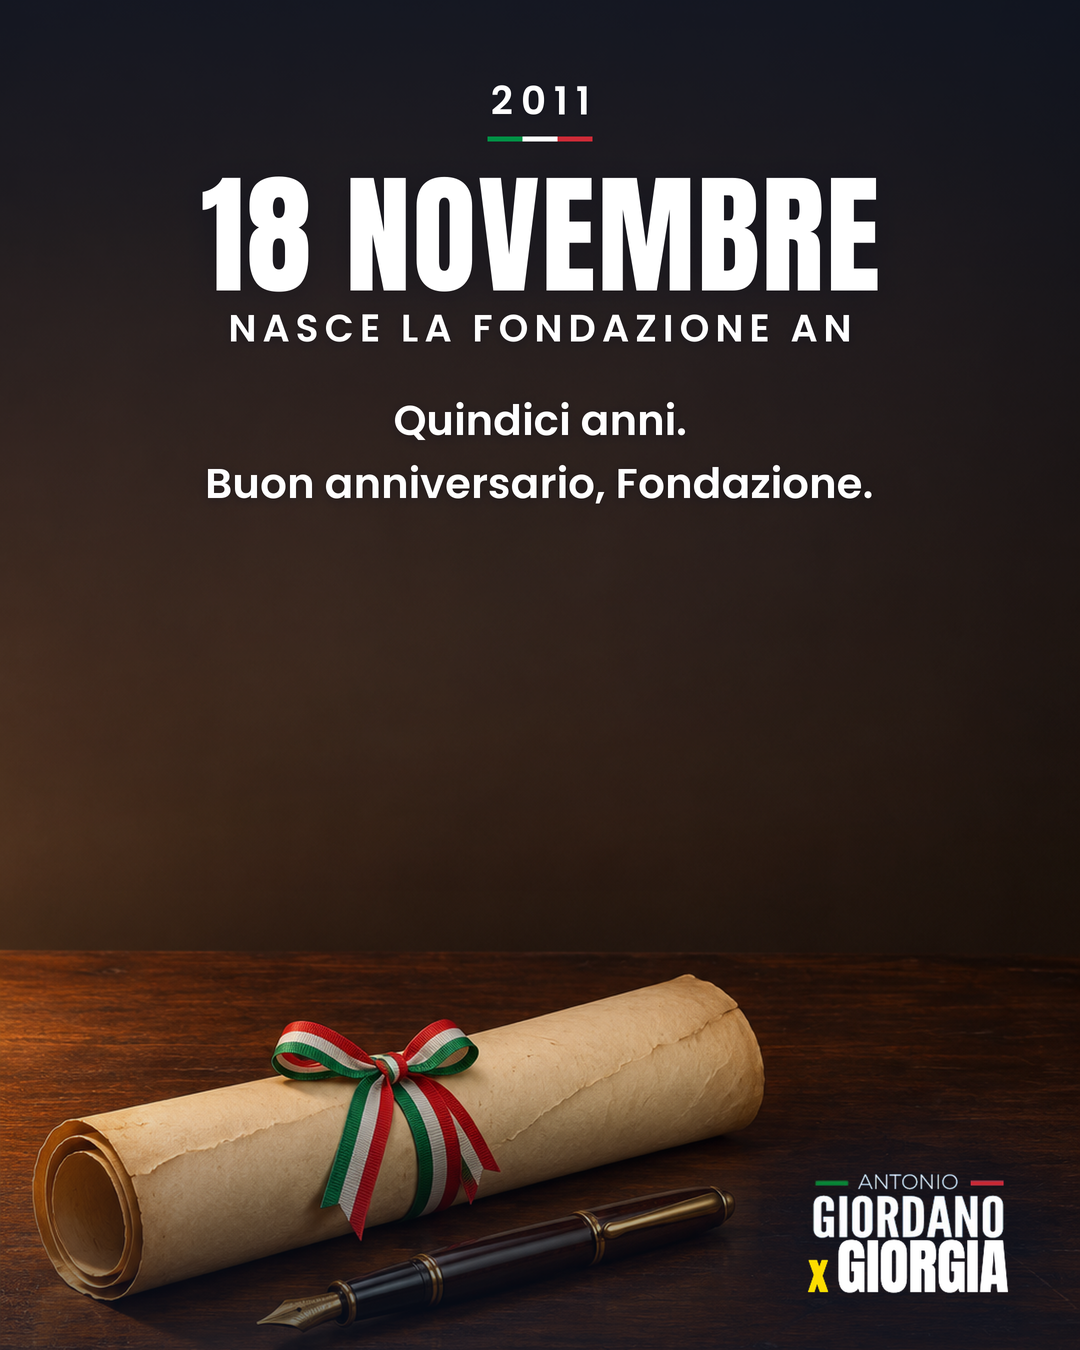 2011
18 NOVEMBRE
NASCE LA FONDAZIONE AN
Quindici anni.
Buon anniversario, Fondazione.
ANTONIO
GIORDANO
x GIORGIA